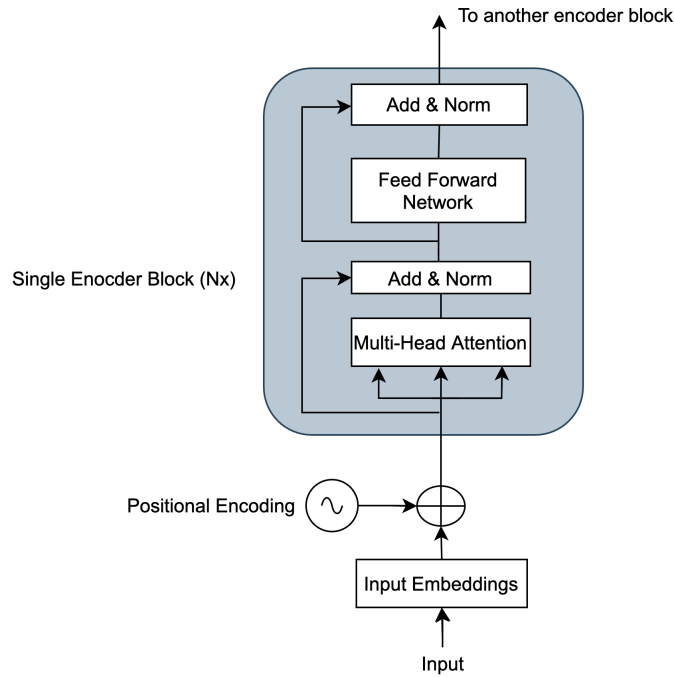 To another encoder block
Add & Norm
Feed Forward
Network
Single Enocder Block (Nx)
Add & Norm
Multi-Head Attention
Positional Encoding
Input Embeddings
Input